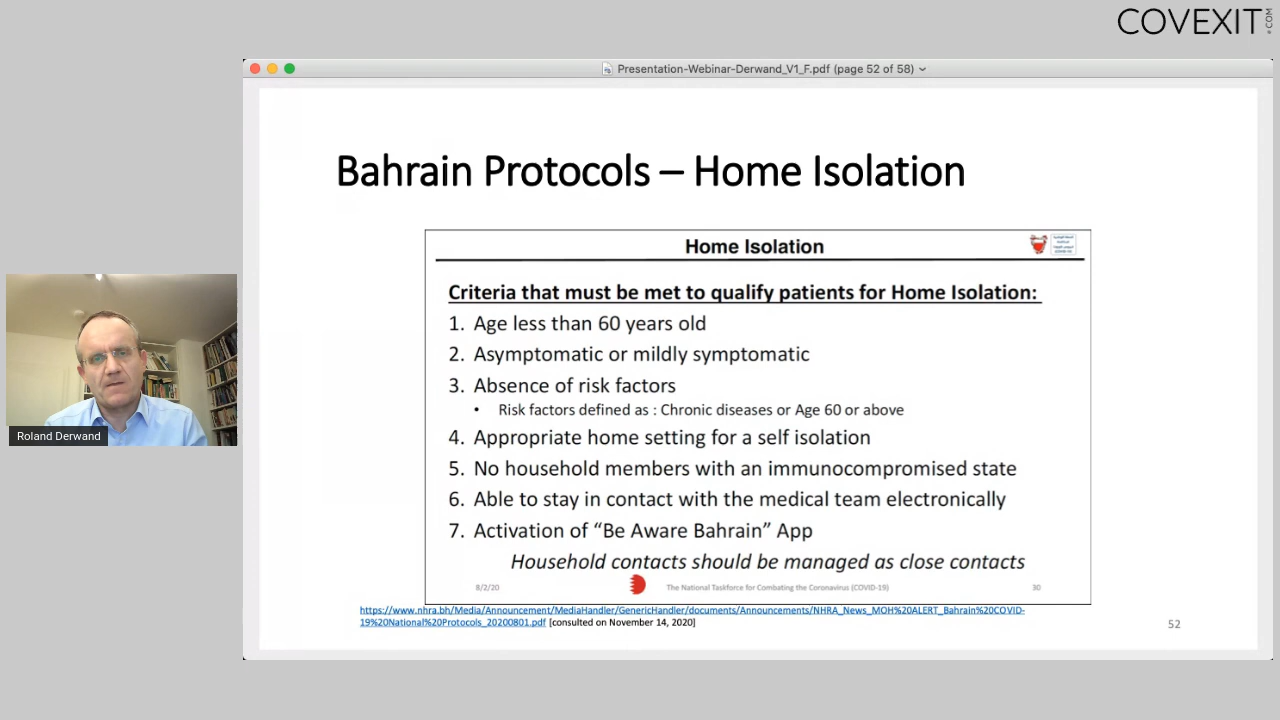 COVEXIT.COM
Presentation-Webinar-Derwand_V1_F.pdf (page 52 of 58)
Bahrain Protocols – Home Isolation
Home Isolation
Criteria that must be met to qualify patients for Home Isolation:
1. Age less than 60 years old
2. Asymptomatic or mildly symptomatic
3. Absence of risk factors
• Risk factors defined as : Chronic diseases or Age 60 or above
4. Appropriate home setting for a self isolation
5. No household members with an immunocompromised state
6. Able to stay in contact with the medical team electronically
7. Activation of “Be Aware Bahrain” App
Household contacts should be managed as close contacts
8/2/20 The National Taskforce for Combating the Coronavirus (COVID-19) 30
https://www.nhra.bh/Media/Announcement/MediaHandler/GenericHandler/documents/Announcements/NHRA_News_MOH%20ALERT_Bahrain%20COVID-
19%20National%20Protocols_20200801.pdf [consulted on November 14, 2020]
52
Roland Derwand